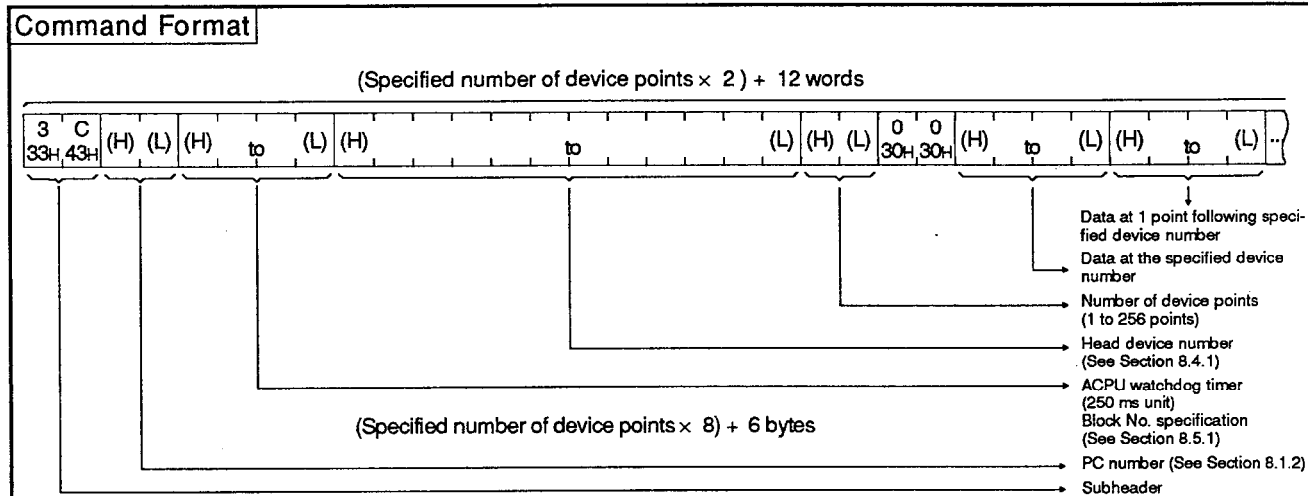 Command Format
(Specified number of device points × 2 ) + 12 words
3 C (H) (L) (H) to (L) (H) to (L) (H) (L) 0 0 (H) to (L) (H) to (L) ...
33H 43H 30H 30H
Data at 1 point following speci-
fied device number
Data at the specified device
number
Number of device points
(1 to 256 points)
Head device number
(See Section 8.4.1)
ACPU watchdog timer
(250 ms unit)
(Specified number of device points × 8) + 6 bytes
Block No. specification
(See Section 8.5.1)
PC number (See Section 8.1.2)
Subheader